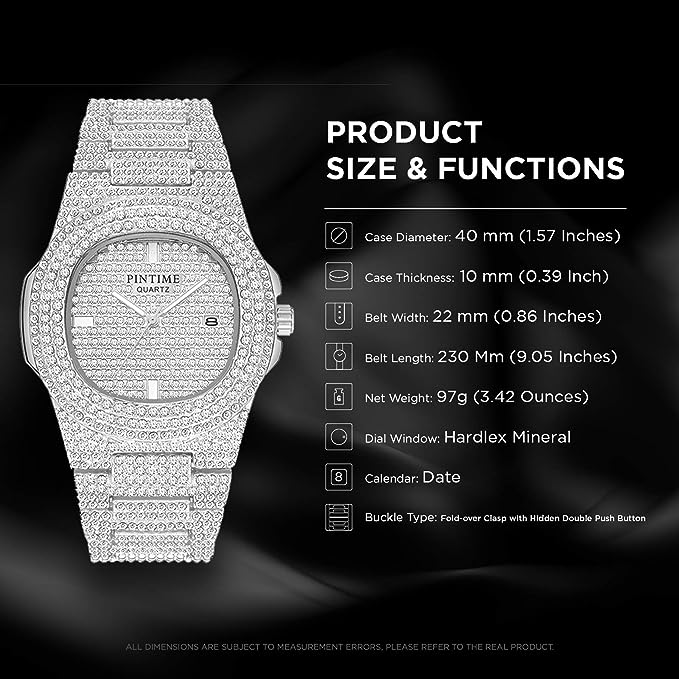 PRODUCT
SIZE & FUNCTIONS
Case Diameter: 40 mm (1.57 Inches)
Case Thickness: 10 mm (0.39 Inch)
Belt Width: 22 mm (0.86 Inches)
Belt Length: 230 Mm (9.05 Inches)
G
Net Weight: 97g (3.42 Ounces)
Dial Window: Hardlex Mineral
8
Calendar: Date
Buckle Type: Fold-over Clasp with Hidden Double Push Button
PINTIME
QUARTZ
8
ALL DIMENSIONS ARE SUBJECT TO MEASUREMENT ERRORS, PLEASE REFER TO THE REAL PRODUCT.